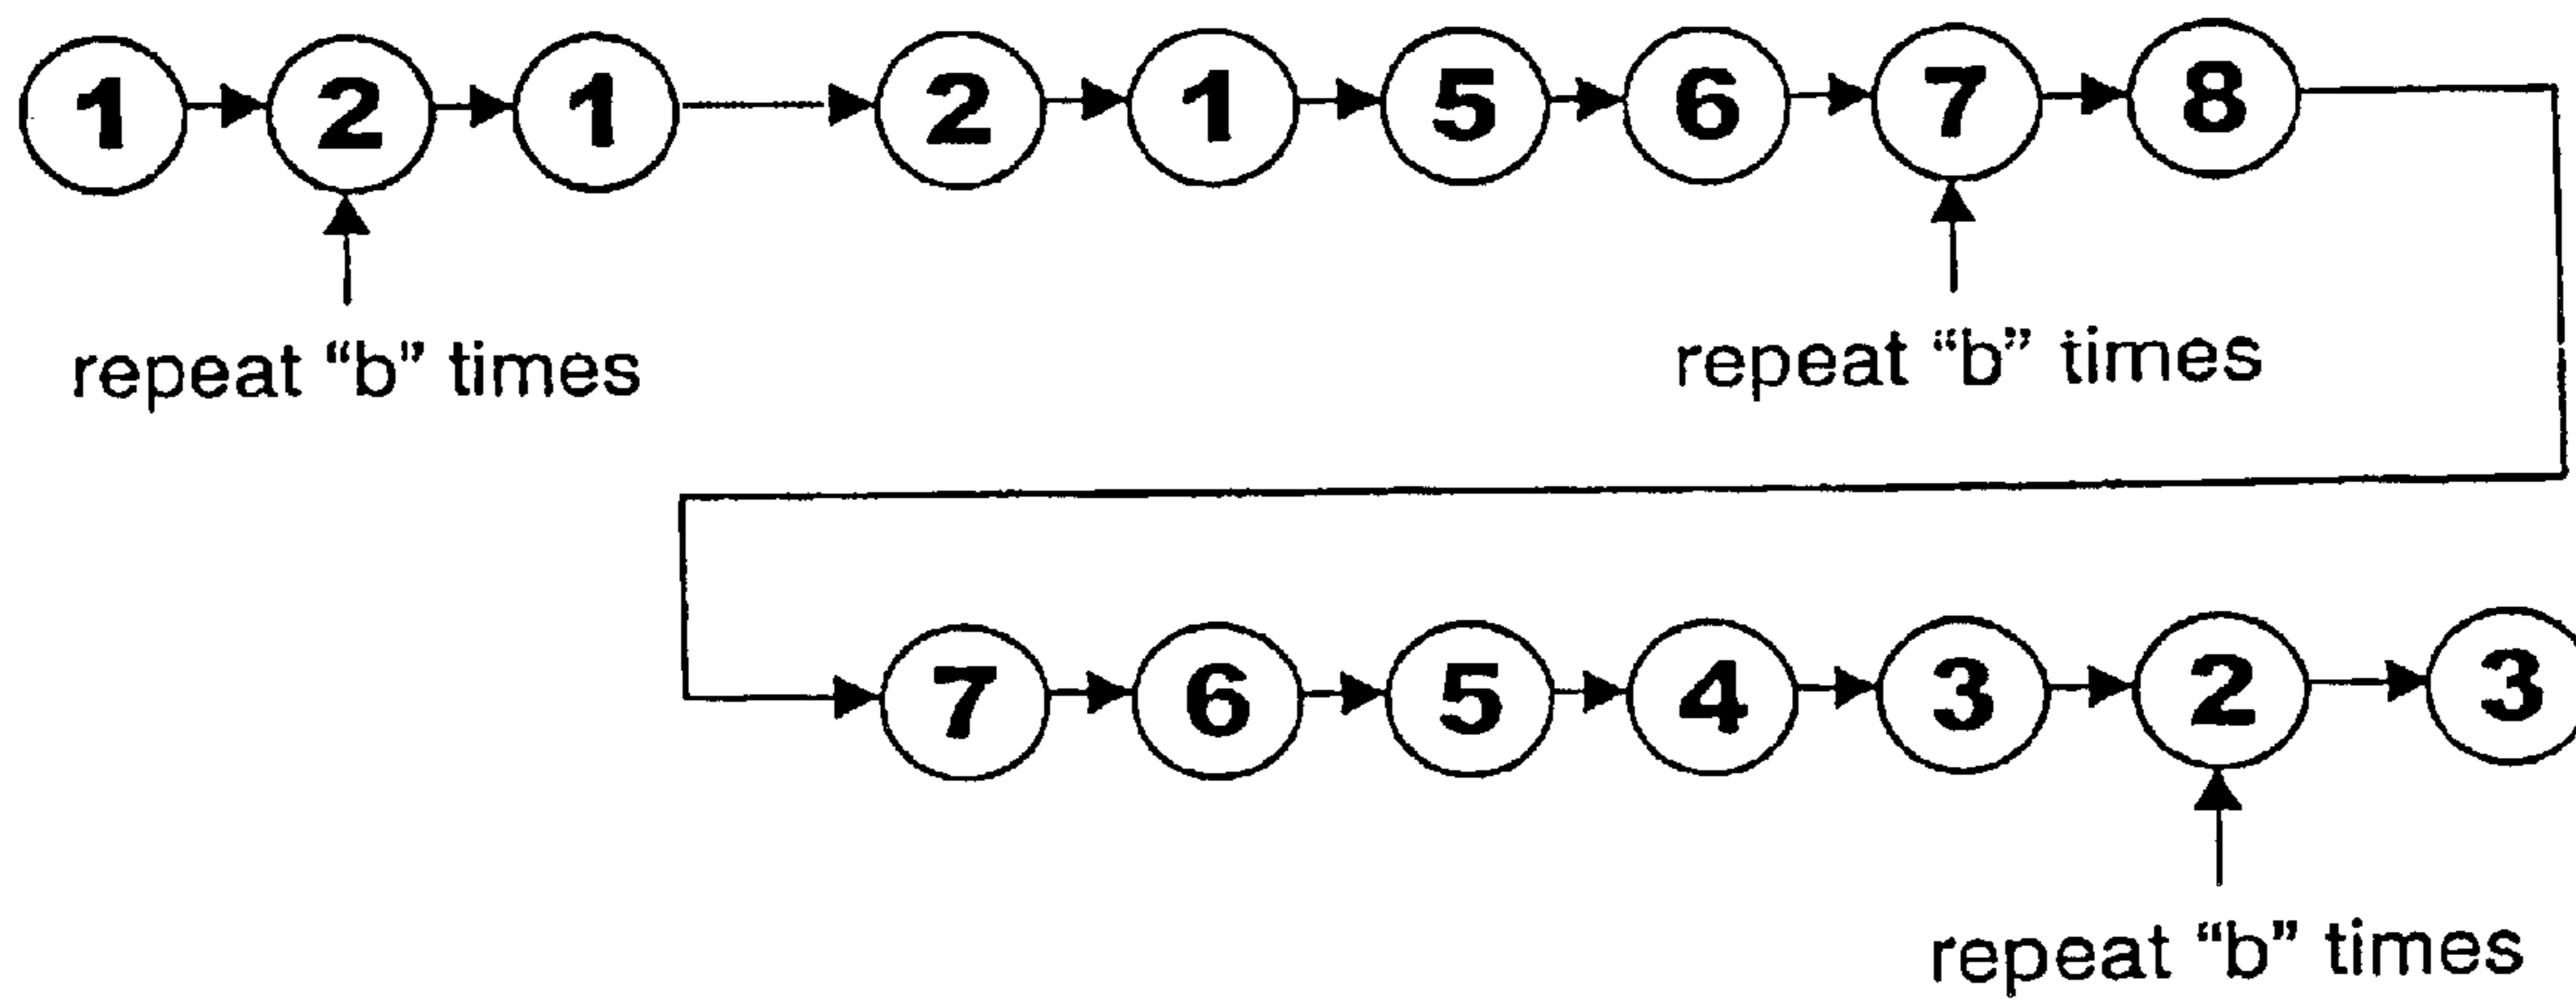 1 2 1 2 1 5 6 7 8
repeat “b” times repeat “b” times
7 6 5 4 3 2 3
repeat “b” times